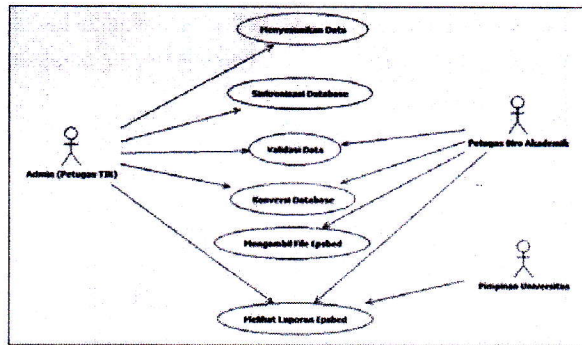 Menyesuaikan Data
Sinkronisasi Database
Validasi Data
Petugas Biro Akademik
Admin (Petugas TIK)
Konversi Database
Mengambil File Epsbed
Pimpinan Universitas
Melihat Laporan Epsbed